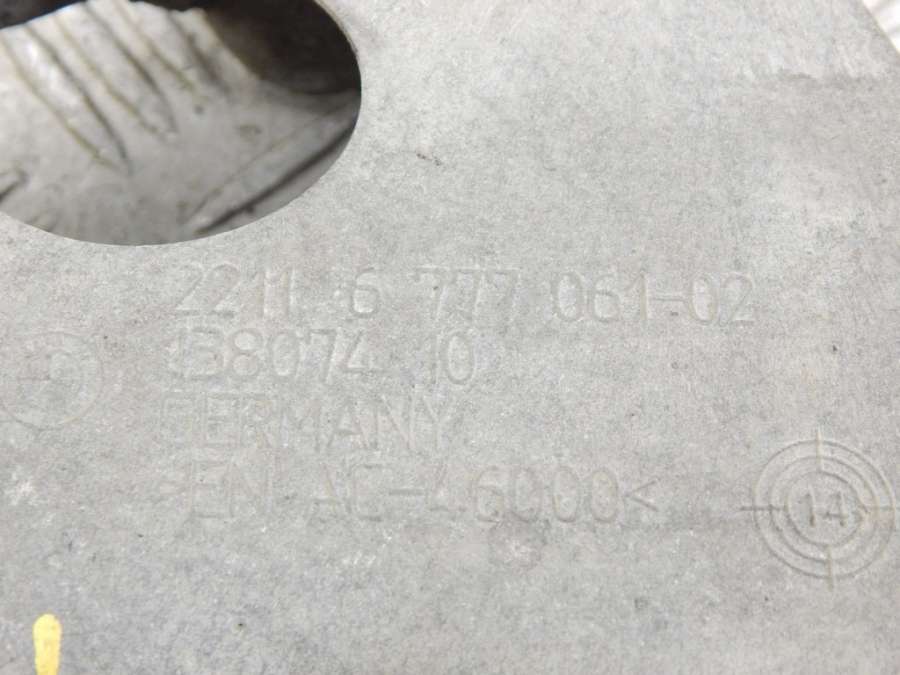 2211 6 777 061-02
138074 10
GERMANY
>EN AC-46000<
14